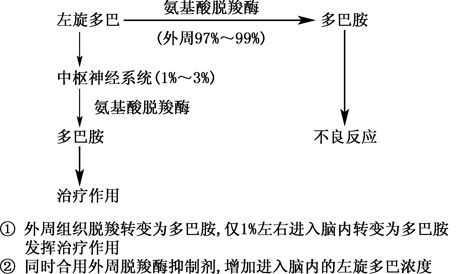 左旋多巴 氨基酸脱羧酶 多巴胺
(外周97%～99%)
中枢神经系统(1%～3%)
氨基酸脱羧酶
多巴胺 不良反应
治疗作用
① 外周组织脱羧转变为多巴胺,仅1%左右进入脑内转变为多巴胺
发挥治疗作用
② 同时合用外周脱羧酶抑制剂,增加进入脑内的左旋多巴浓度